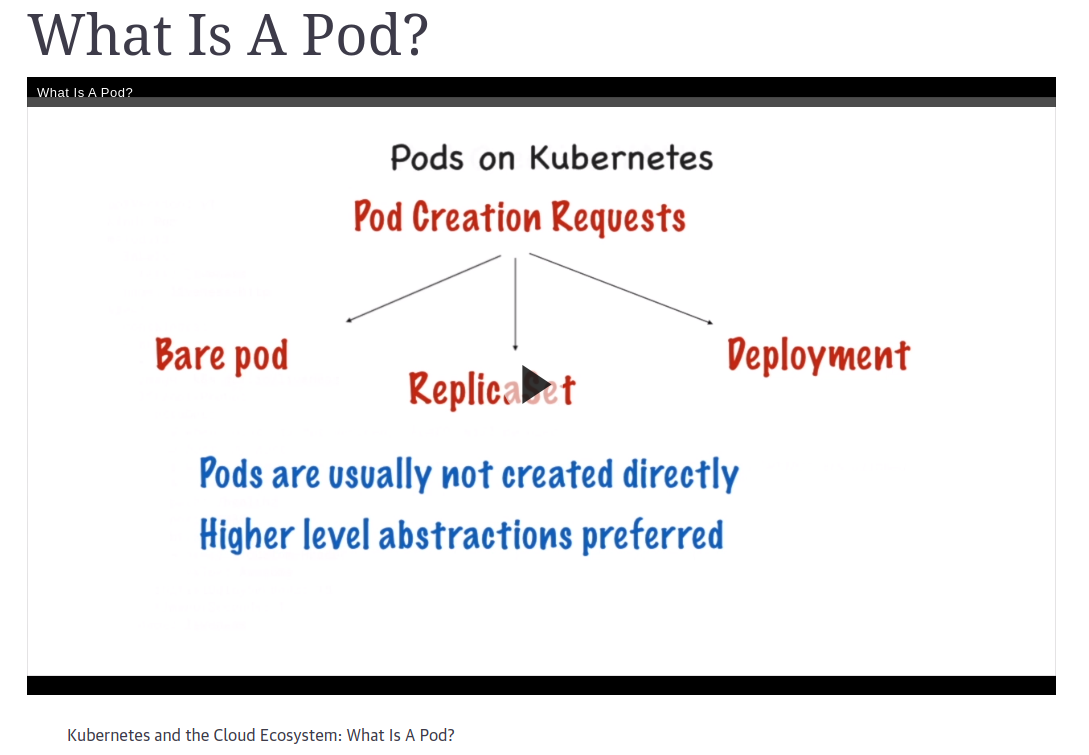 What Is A Pod?
What Is A Pod?
Pods on Kubernetes
Pod Creation Requests
Bare pod
Deployment
ReplicaSet
Pods are usually not created directly
Higher level abstractions preferred
Kubernetes and the Cloud Ecosystem: What Is A Pod?